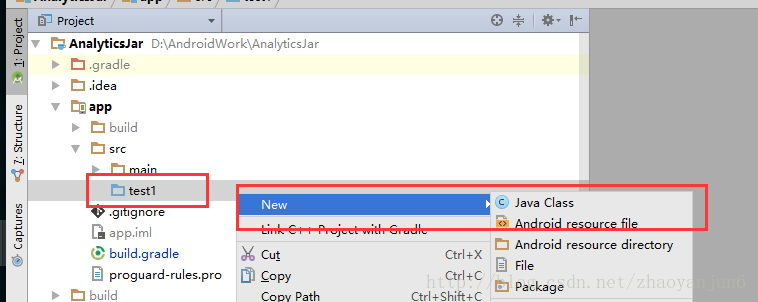 AnalyticsJar app src test1
Project
1: Project
7: Structure
Captures
AnalyticsJar D:\AndroidWork\AnalyticsJar
.gradle
.idea
app
build
src
main
test1
.gitignore
app.iml
build.gradle
proguard-rules.pro
build
New
Link C++ Project with Gradle
Cut Ctrl+X
Copy Ctrl+C
Copy Path Ctrl+Shift+C
Java Class
Android resource file
Android resource directory
File
Package
http://blog.csdn.net/zhaoyanjun6